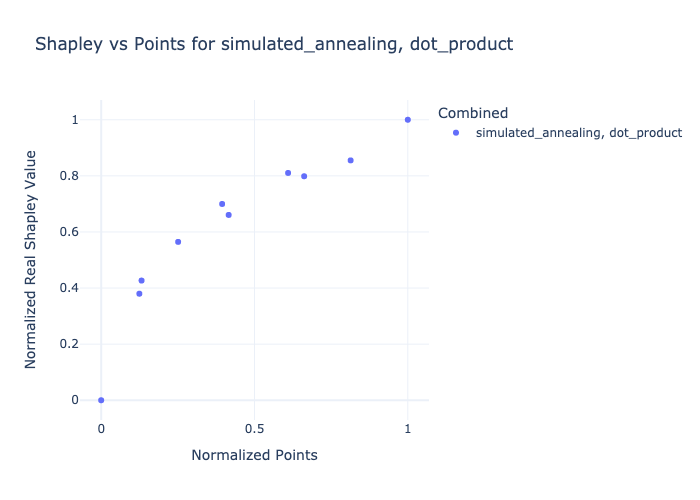 Shapley vs Points for simulated_annealing, dot_product
Combined
simulated_annealing, dot_product
Normalized Real Shapley Value
1
0.8
0.6
0.4
0.2
0
0
0.5
1
Normalized Points